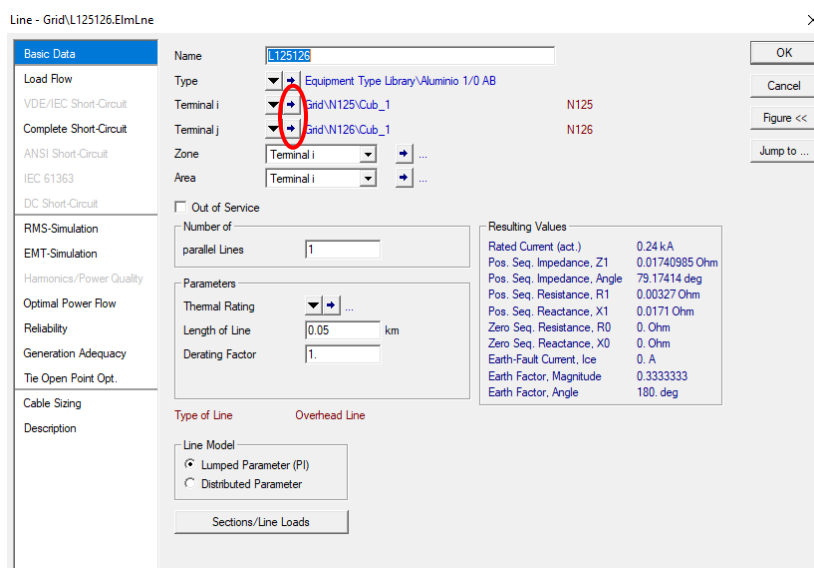 Line - Grid\L125126.ElmLne
Basic Data
Load Flow
VDE/IEC Short-Circuit
Complete Short-Circuit
ANSI Short-Circuit
IEC 61363
DC Short-Circuit
RMS-Simulation
EMT-Simulation
Harmonics/Power Quality
Optimal Power Flow
Reliability
Generation Adequacy
Tie Open Point Opt.
Cable Sizing
Description
Name L125126
Type Equipment Type Library\Aluminio 1/0 AB
Terminal i Grid\N125\Cub_1 N125
Terminal j Grid\N126\Cub_1 N126
Zone Terminal i ...
Area Terminal i ...
Out of Service
Number of
parallel Lines 1
Parameters
Thermal Rating ...
Length of Line 0.05 km
Derating Factor 1.
Type of Line Overhead Line
Line Model
Lumped Parameter (PI)
Distributed Parameter
Sections/Line Loads
Resulting Values
Rated Current (act.) 0.24 kA
Pos. Seq. Impedance, Z1 0.01740985 Ohm
Pos. Seq. Impedance, Angle 79.17414 deg
Pos. Seq. Resistance, R1 0.00327 Ohm
Pos. Seq. Reactance, X1 0.0171 Ohm
Zero Seq. Resistance, R0 0. Ohm
Zero Seq. Reactance, X0 0. Ohm
Earth-Fault Current, Ice 0. A
Earth Factor, Magnitude 0.3333333
Earth Factor, Angle 180. deg
OK
Cancel
Figure <<
Jump to ...